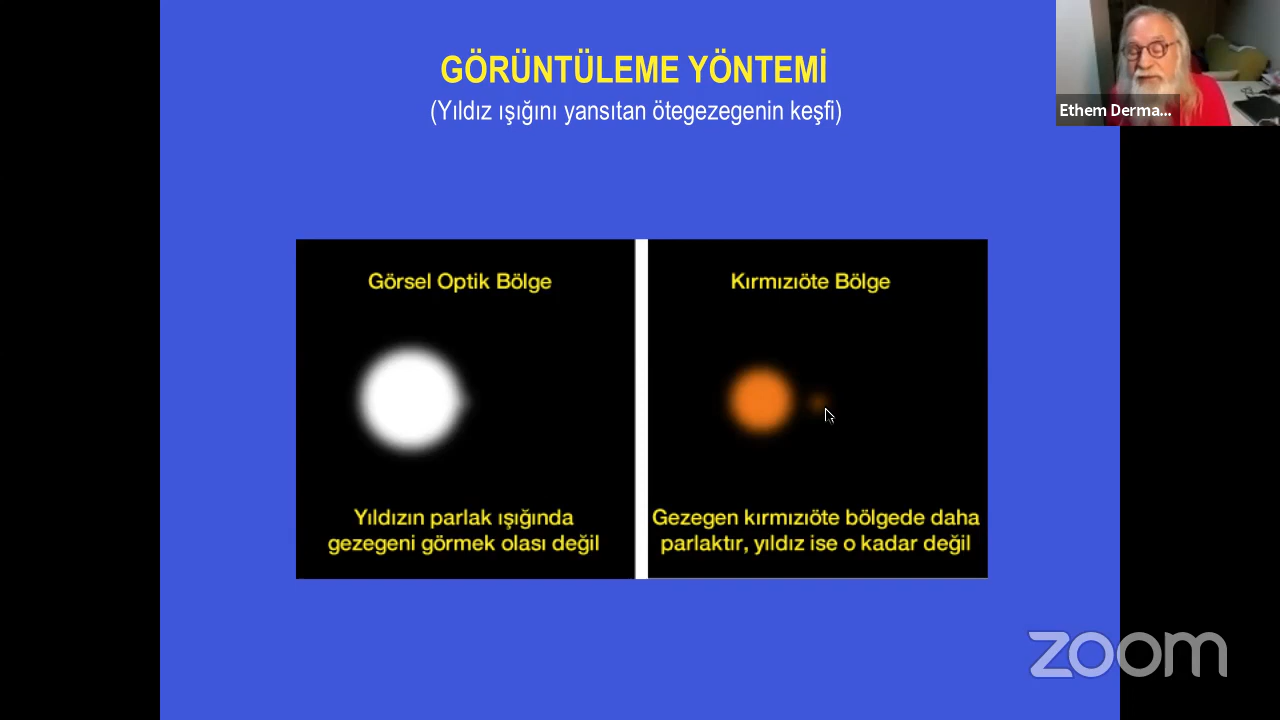 GÖRÜNTÜLEME YÖNTEMİ
(Yıldız ışığını yansıtan ötegezegenin keşfi)
Ethem Derma...
Görsel Optik Bölge
Yıldızın parlak ışığında
gezegeni görmek olası değil
Kırmızıöte Bölge
Gezegen kırmızıöte bölgede daha
parlaktır, yıldız ise o kadar değil
zoom